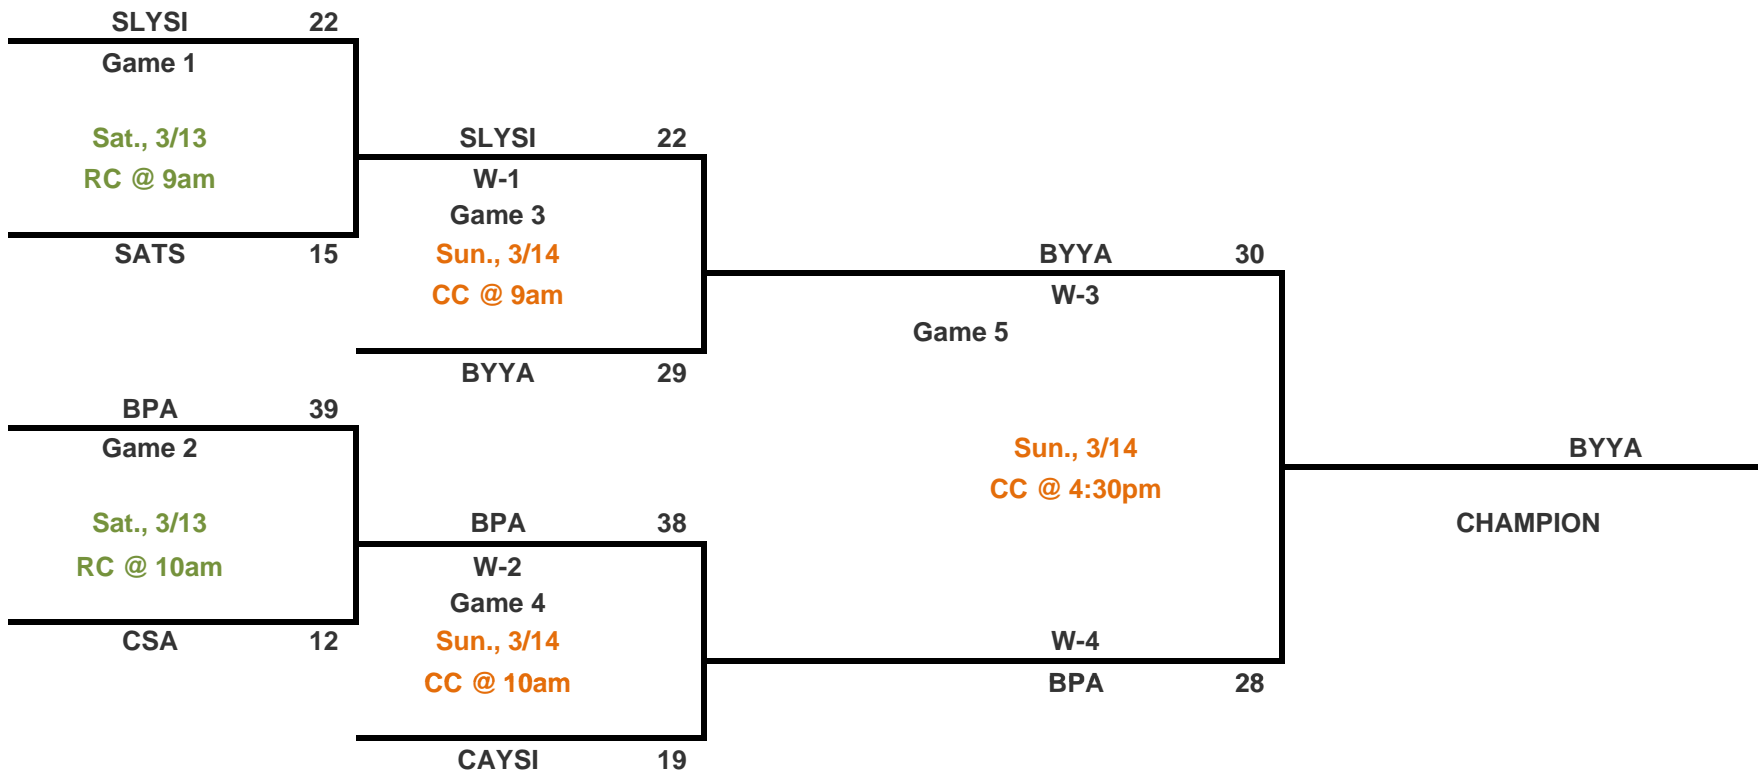 SLYSI 22
Game 1
Sat., 3/13
RC @ 9am
SATS 15
SLYSI 22
W-1
Game 3
Sun., 3/14
CC @ 9am
BYYA 29
BPA 39
Game 2
Sat., 3/13
RC @ 10am
CSA 12
BPA 38
W-2
Game 4
Sun., 3/14
CC @ 10am
CAYSI 19
BYYA 30
W-3
Game 5
Sun., 3/14
CC @ 4:30pm
W-4
BPA 28
BYYA
CHAMPION